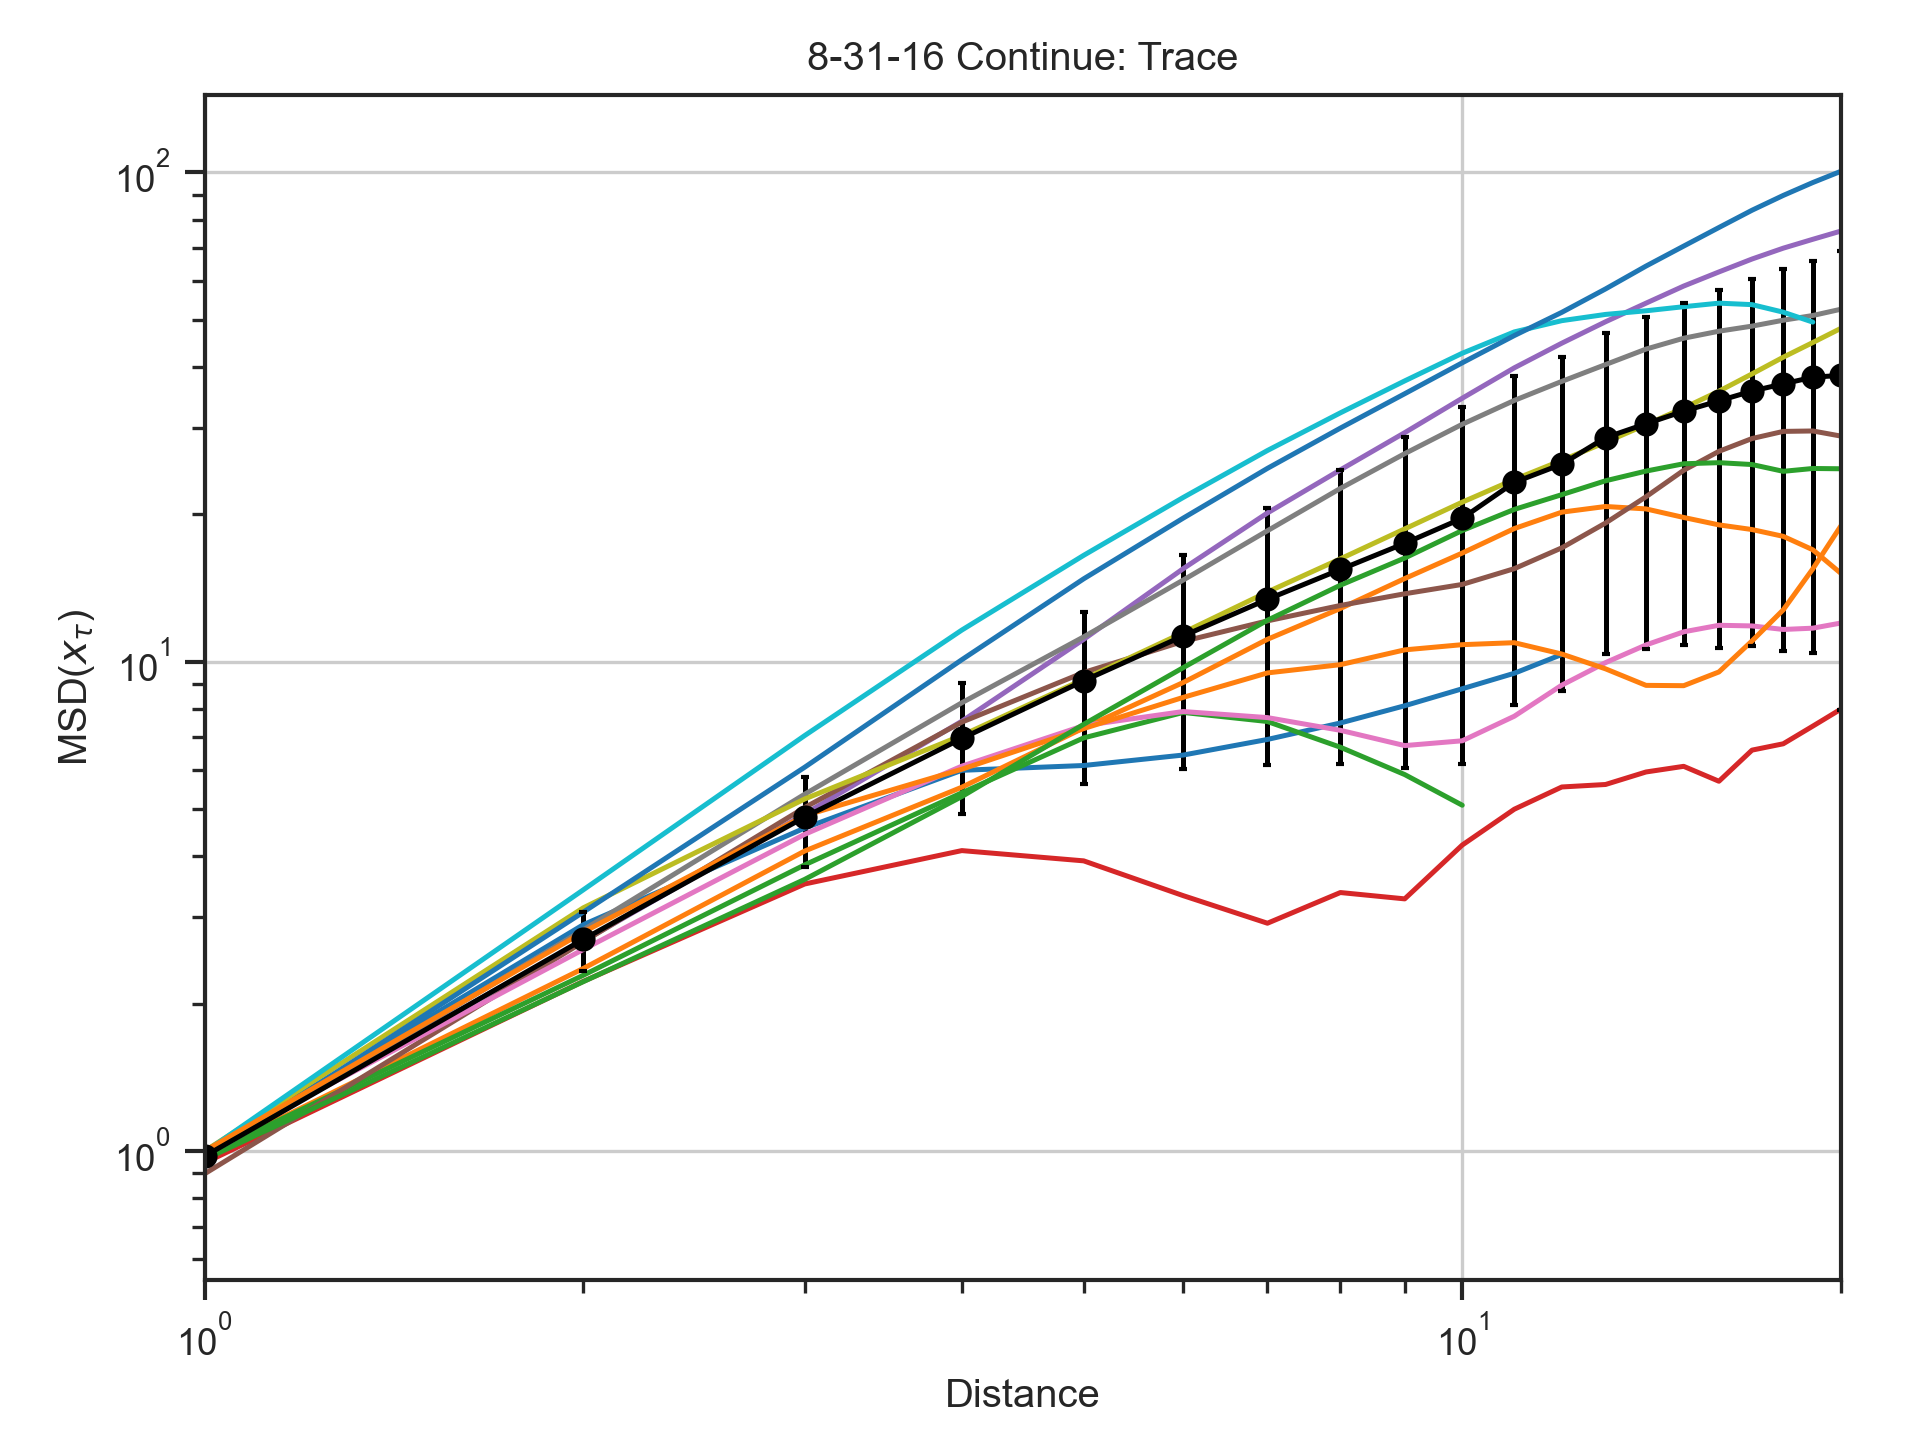 8-31-16 Continue: Trace
10²
10¹
10⁰
MSD(x_τ)
10⁰ 10¹
Distance